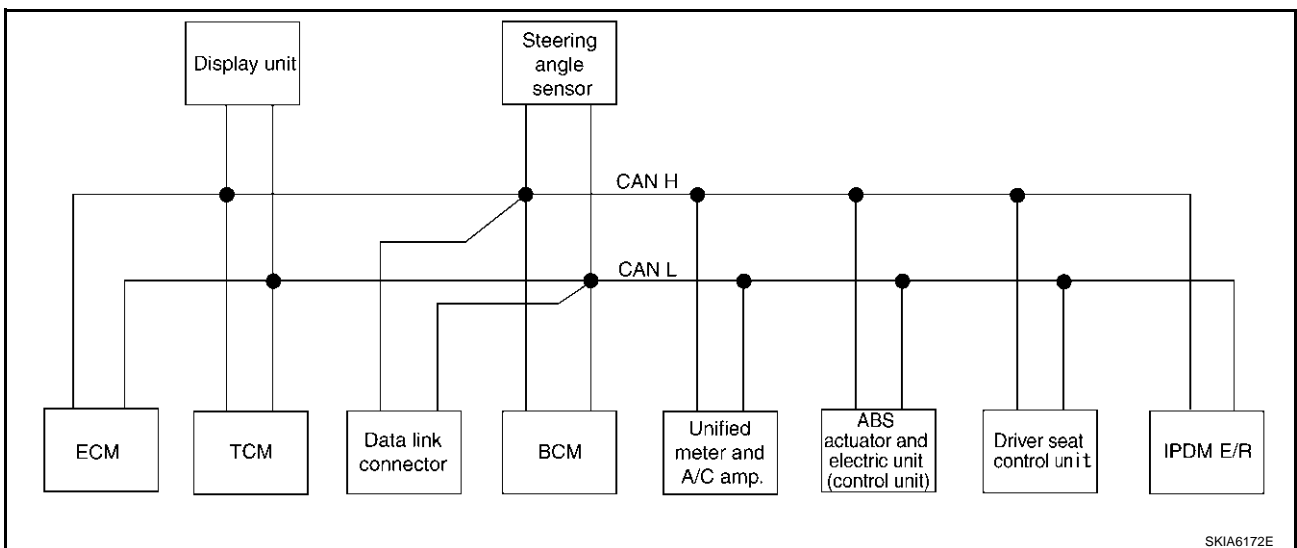 Display unit
Steering
angle
sensor
CAN H
CAN L
ECM
TCM
Data link
connector
BCM
Unified
meter and
A/C amp.
ABS
actuator and
electric unit
(control unit)
Driver seat
control unit
IPDM E/R
SKIA6172E